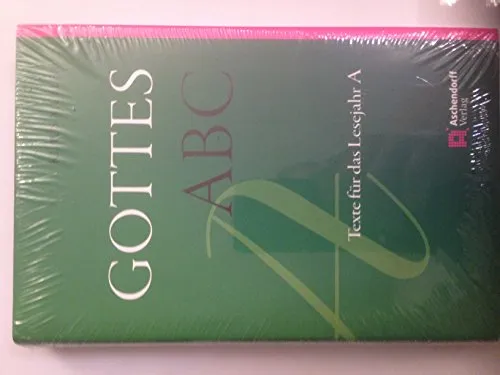 GOTTES
ABC
Texte für das Lesejahr A
Aschendorff
Verlag